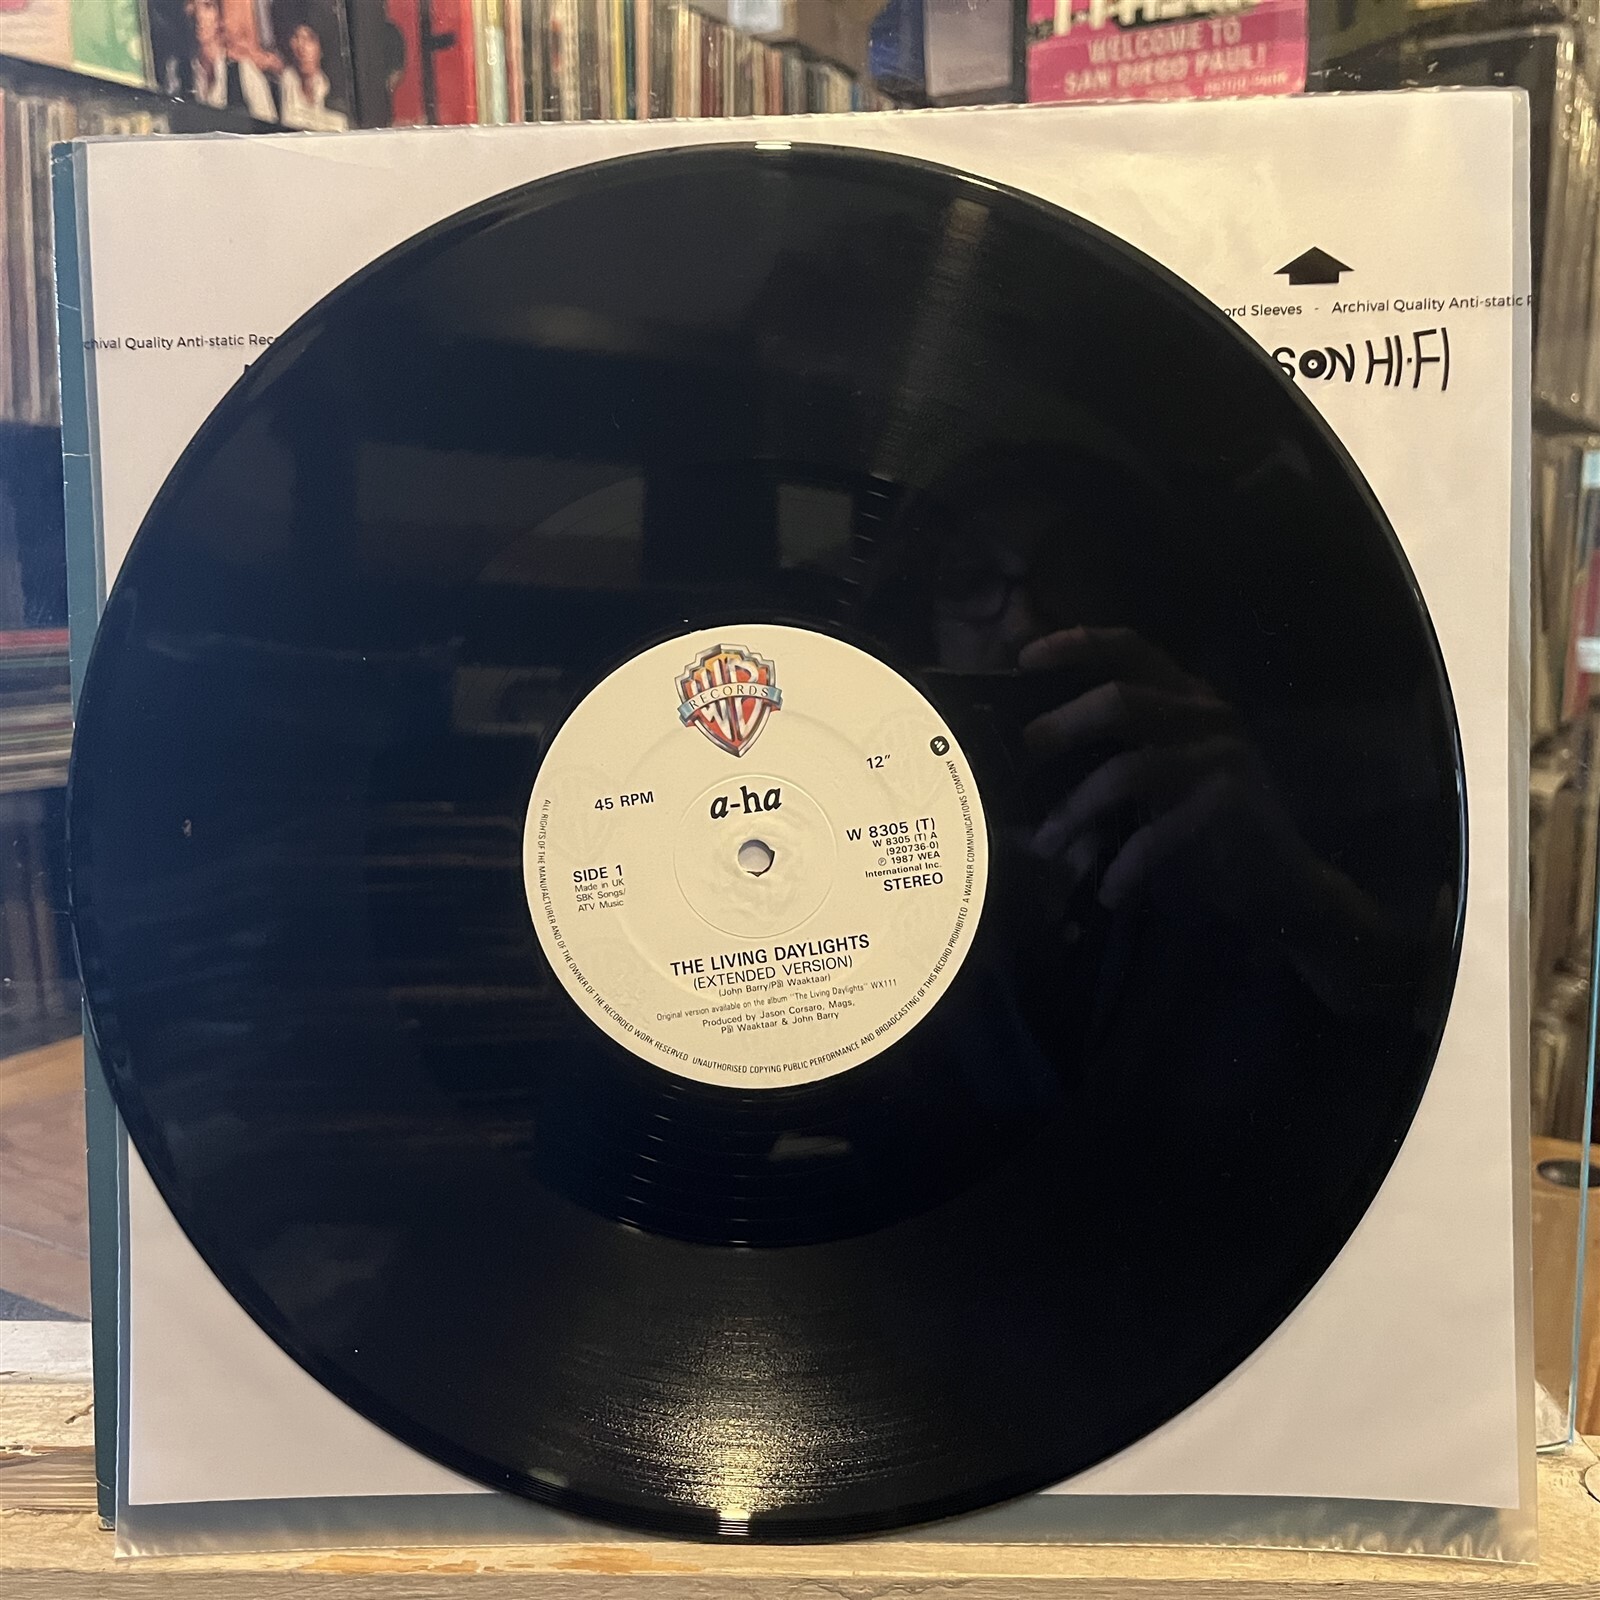 WELCOME TO
SAN DIEGO PAUL!
ord Sleeves - Archival Quality Anti-static
chival Quality Anti-static Rec
SON HI-FI
WB
RECORDS
12"
45 RPM
a-ha
W 8305 (T)
W 8305 (T) A
(920736-0)
℗ 1987 WEA
International Inc.
STEREO
SIDE 1
Made in UK
SBK Songs/
ATV Music
THE LIVING DAYLIGHTS
(EXTENDED VERSION)
(John Barry/Pål Waaktaar)
Original version available on the album "The Living Daylights" WX111
Produced by Jason Corsaro, Mags,
Pål Waaktaar & John Barry
ALL RIGHTS OF THE MANUFACTURER AND OF THE OWNER OF THE RECORDED WORK RESERVED UNAUTHORISED COPYING PUBLIC PERFORMANCE AND BROADCASTING OF THIS RECORD PROHIBITED A WARNER COMMUNICATIONS COMPANY